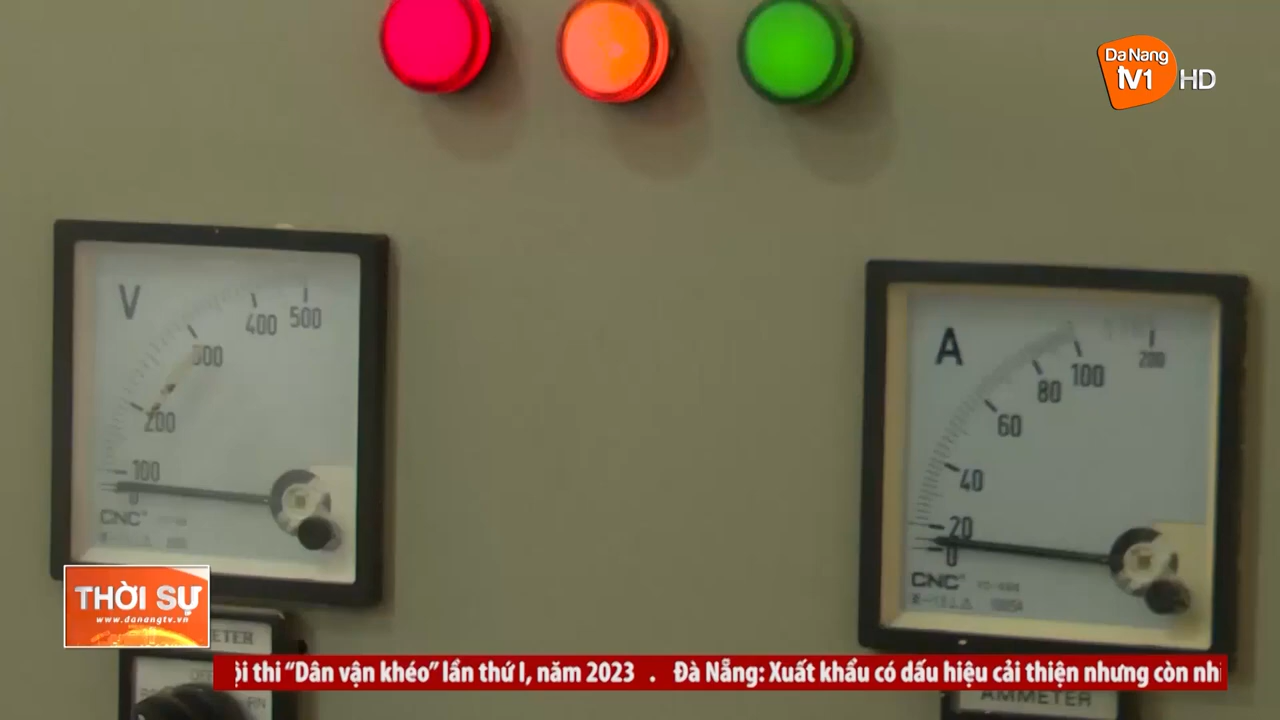 Da Nang
TV1 HD
V
400 500
300
200
100
0
CNC
A
100 200
80
60
40
20
0
CNC
THỜI SỰ
www.danangtv.vn
ội thi “Dân vận khéo” lần thứ I, năm 2023 . Đà Nẵng: Xuất khẩu có dấu hiệu cải thiện nhưng còn nhi
AMMETER